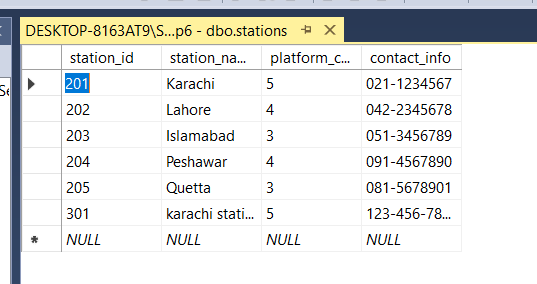 DESKTOP-8163AT9\S...p6 - dbo.stations
station_id station_na... platform_c... contact_info
201 Karachi 5 021-1234567
202 Lahore 4 042-2345678
203 Islamabad 3 051-3456789
204 Peshawar 4 091-4567890
205 Quetta 3 081-5678901
301 karachi stati... 5 123-456-78...
NULL NULL NULL NULL